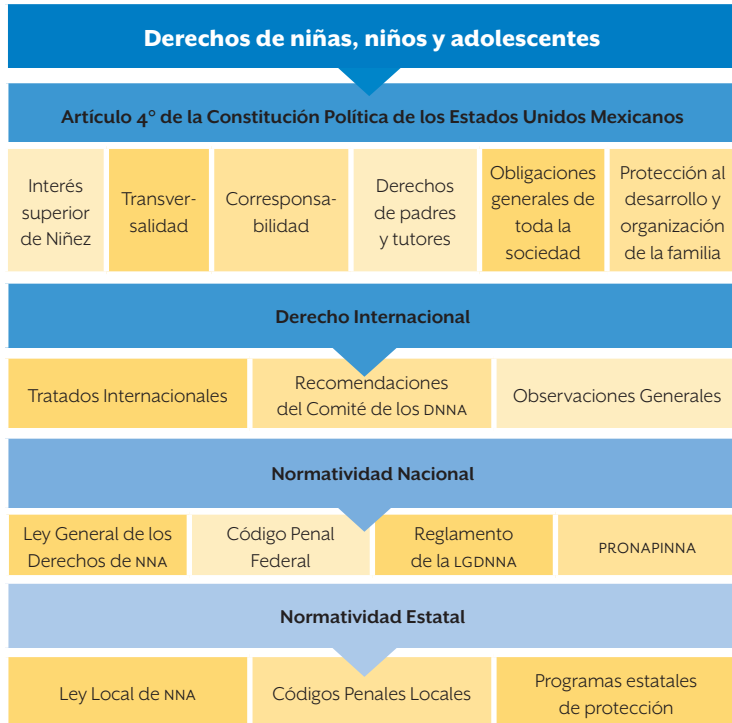 Derechos de niñas, niños y adolescentes
Artículo 4° de la Constitución Política de los Estados Unidos Mexicanos
Interés
superior
de Niñez
Transver-
salidad
Corresponsa-
bilidad
Derechos
de padres
y tutores
Obligaciones
generales de
toda la
sociedad
Protección al
desarrollo y
organización
de la familia
Derecho Internacional
Tratados Internacionales
Recomendaciones
del Comité de los DNNA
Observaciones Generales
Normatividad Nacional
Ley General de los
Derechos de NNA
Código Penal
Federal
Reglamento
de la LGDNNA
PRONAPINNA
Normatividad Estatal
Ley Local de NNA
Códigos Penales Locales
Programas estatales
de protección